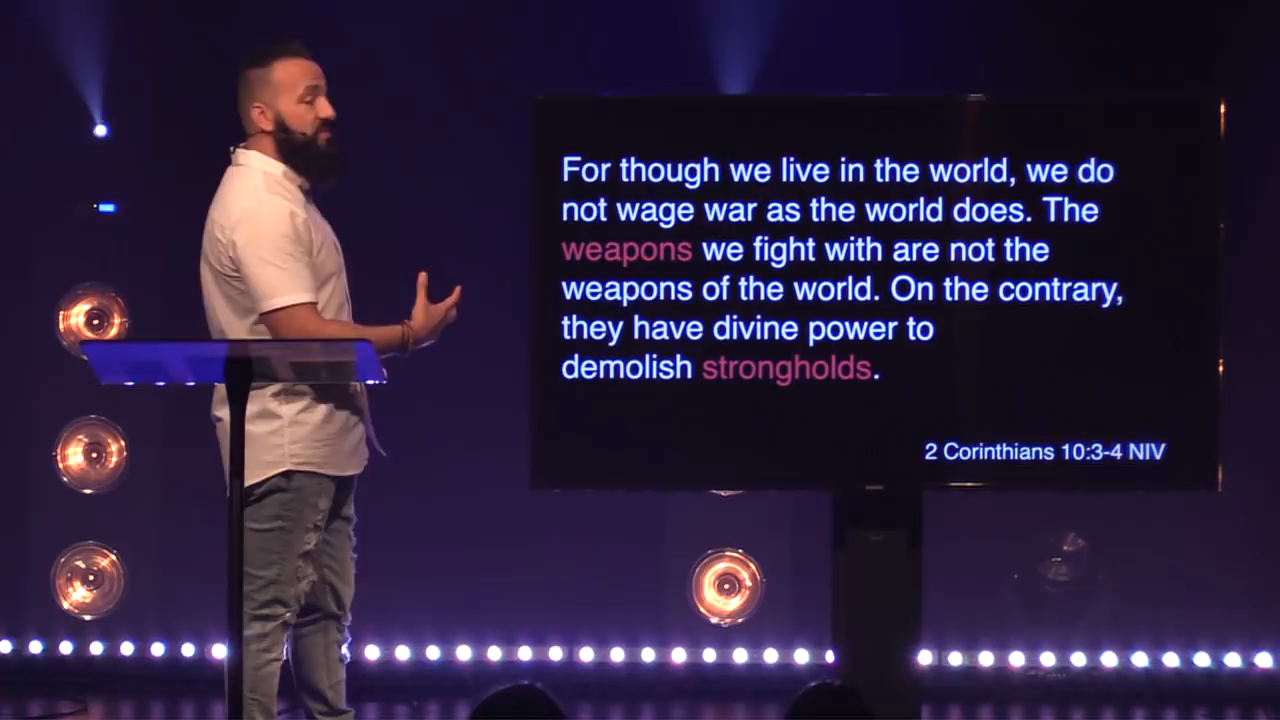 For though we live in the world, we do
not wage war as the world does. The
weapons we fight with are not the
weapons of the world. On the contrary,
they have divine power to
demolish strongholds.
2 Corinthians 10:3-4 NIV